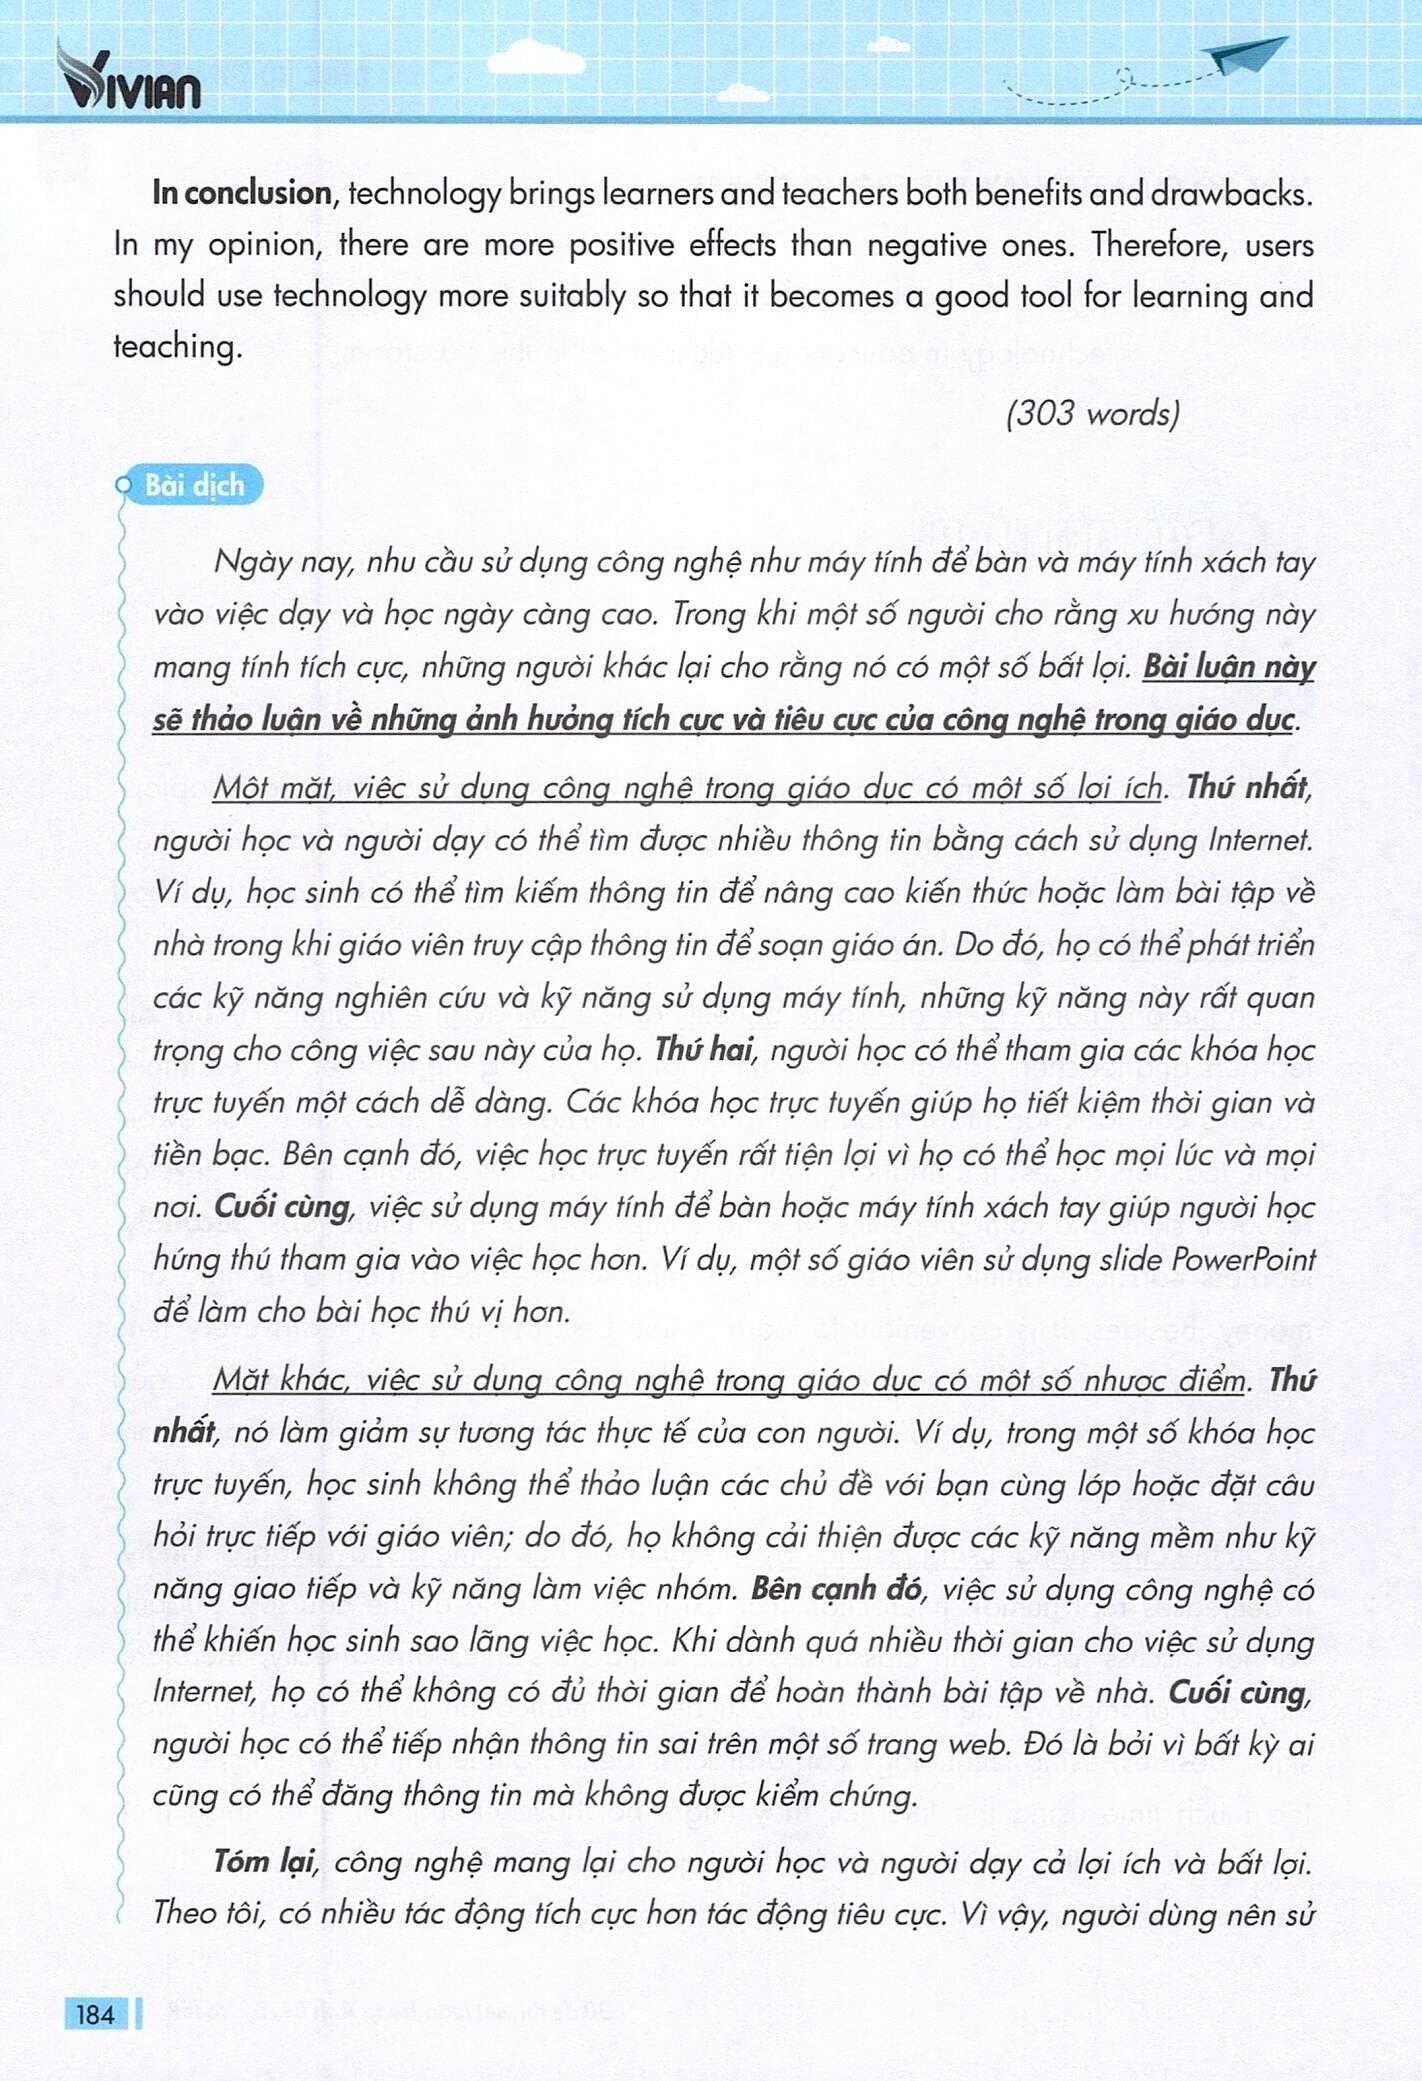 VIVIAN
In conclusion, technology brings learners and teachers both benefits and drawbacks.
In my opinion, there are more positive effects than negative ones. Therefore, users
should use technology more suitably so that it becomes a good tool for learning and
teaching.
(303 words)
Bài dịch
Ngày nay, nhu cầu sử dụng công nghệ như máy tính để bàn và máy tính xách tay
vào việc dạy và học ngày càng cao. Trong khi một số người cho rằng xu hướng này
mang tính tích cực, những người khác lại cho rằng nó có một số bất lợi. Bài luận này
sẽ thảo luận về những ảnh hưởng tích cực và tiêu cực của công nghệ trong giáo dục.
Một mặt, việc sử dụng công nghệ trong giáo dục có một số lợi ích. Thứ nhất,
người học và người dạy có thể tìm được nhiều thông tin bằng cách sử dụng Internet.
Ví dụ, học sinh có thể tìm kiếm thông tin để nâng cao kiến thức hoặc làm bài tập về
nhà trong khi giáo viên truy cập thông tin để soạn giáo án. Do đó, họ có thể phát triển
các kỹ năng nghiên cứu và kỹ năng sử dụng máy tính, những kỹ năng này rất quan
trọng cho công việc sau này của họ. Thứ hai, người học có thể tham gia các khóa học
trực tuyến một cách dễ dàng. Các khóa học trực tuyến giúp họ tiết kiệm thời gian và
tiền bạc. Bên cạnh đó, việc học trực tuyến rất tiện lợi vì họ có thể học mọi lúc và mọi
nơi. Cuối cùng, việc sử dụng máy tính để bàn hoặc máy tính xách tay giúp người học
hứng thú tham gia vào việc học hơn. Ví dụ, một số giáo viên sử dụng slide PowerPoint
để làm cho bài học thú vị hơn.
Mặt khác, việc sử dụng công nghệ trong giáo dục có một số nhược điểm. Thứ
nhất, nó làm giảm sự tương tác thực tế của con người. Ví dụ, trong một số khóa học
trực tuyến, học sinh không thể thảo luận các chủ đề với bạn cùng lớp hoặc đặt câu
hỏi trực tiếp với giáo viên; do đó, họ không cải thiện được các kỹ năng mềm như kỹ
năng giao tiếp và kỹ năng làm việc nhóm. Bên cạnh đó, việc sử dụng công nghệ có
thể khiến học sinh sao lãng việc học. Khi dành quá nhiều thời gian cho việc sử dụng
Internet, họ có thể không có đủ thời gian để hoàn thành bài tập về nhà. Cuối cùng,
người học có thể tiếp nhận thông tin sai trên một số trang web. Đó là bởi vì bất kỳ ai
cũng có thể đăng thông tin mà không được kiểm chứng.
Tóm lại, công nghệ mang lại cho người học và người dạy cả lợi ích và bất lợi.
Theo tôi, có nhiều tác động tích cực hơn tác động tiêu cực. Vì vậy, người dùng nên sử
184